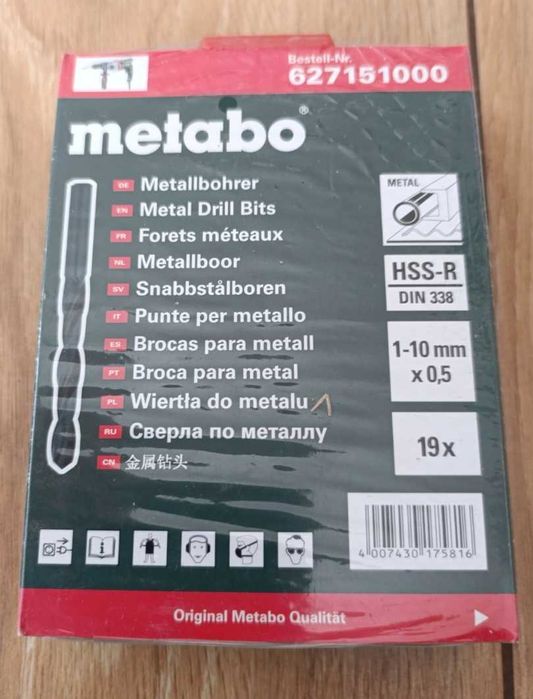 Bestell-Nr.
627151000
metabo®
DE Metallbohrer
EN Metal Drill Bits
FR Forets méteaux
NL Metallboor
SV Snabbstålboren
IT Punte per metallo
ES Brocas para metall
PT Broca para metal
PL Wiertła do metalu
RU Сверла по металлу
CN 金属钻头
METAL
HSS-R
DIN 338
1-10 mm
x 0,5
19x
4 007430 175816
Original Metabo Qualität